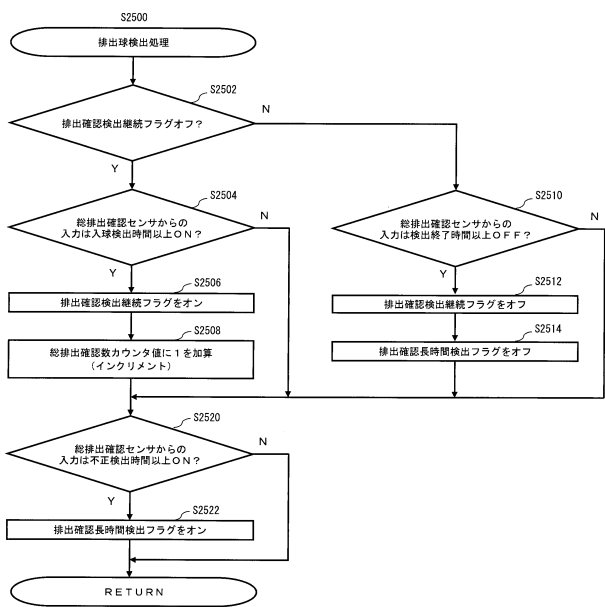 S2500
排出球検出処理
S2502
排出確認検出継続フラグオフ?
N
Y
S2504
総排出確認センサからの
入力は入球検出時間以上ON?
N
Y
S2510
総排出確認センサからの
入力は検出終了時間以上OFF?
N
Y
S2506
排出確認検出継続フラグをオン
S2512
排出確認検出継続フラグをオフ
S2508
総排出確認数カウンタ値に1を加算
(インクリメント)
S2514
排出確認長時間検出フラグをオフ
S2520
総排出確認センサからの
入力は不正検出時間以上ON?
N
Y
S2522
排出確認長時間検出フラグをオン
RETURN